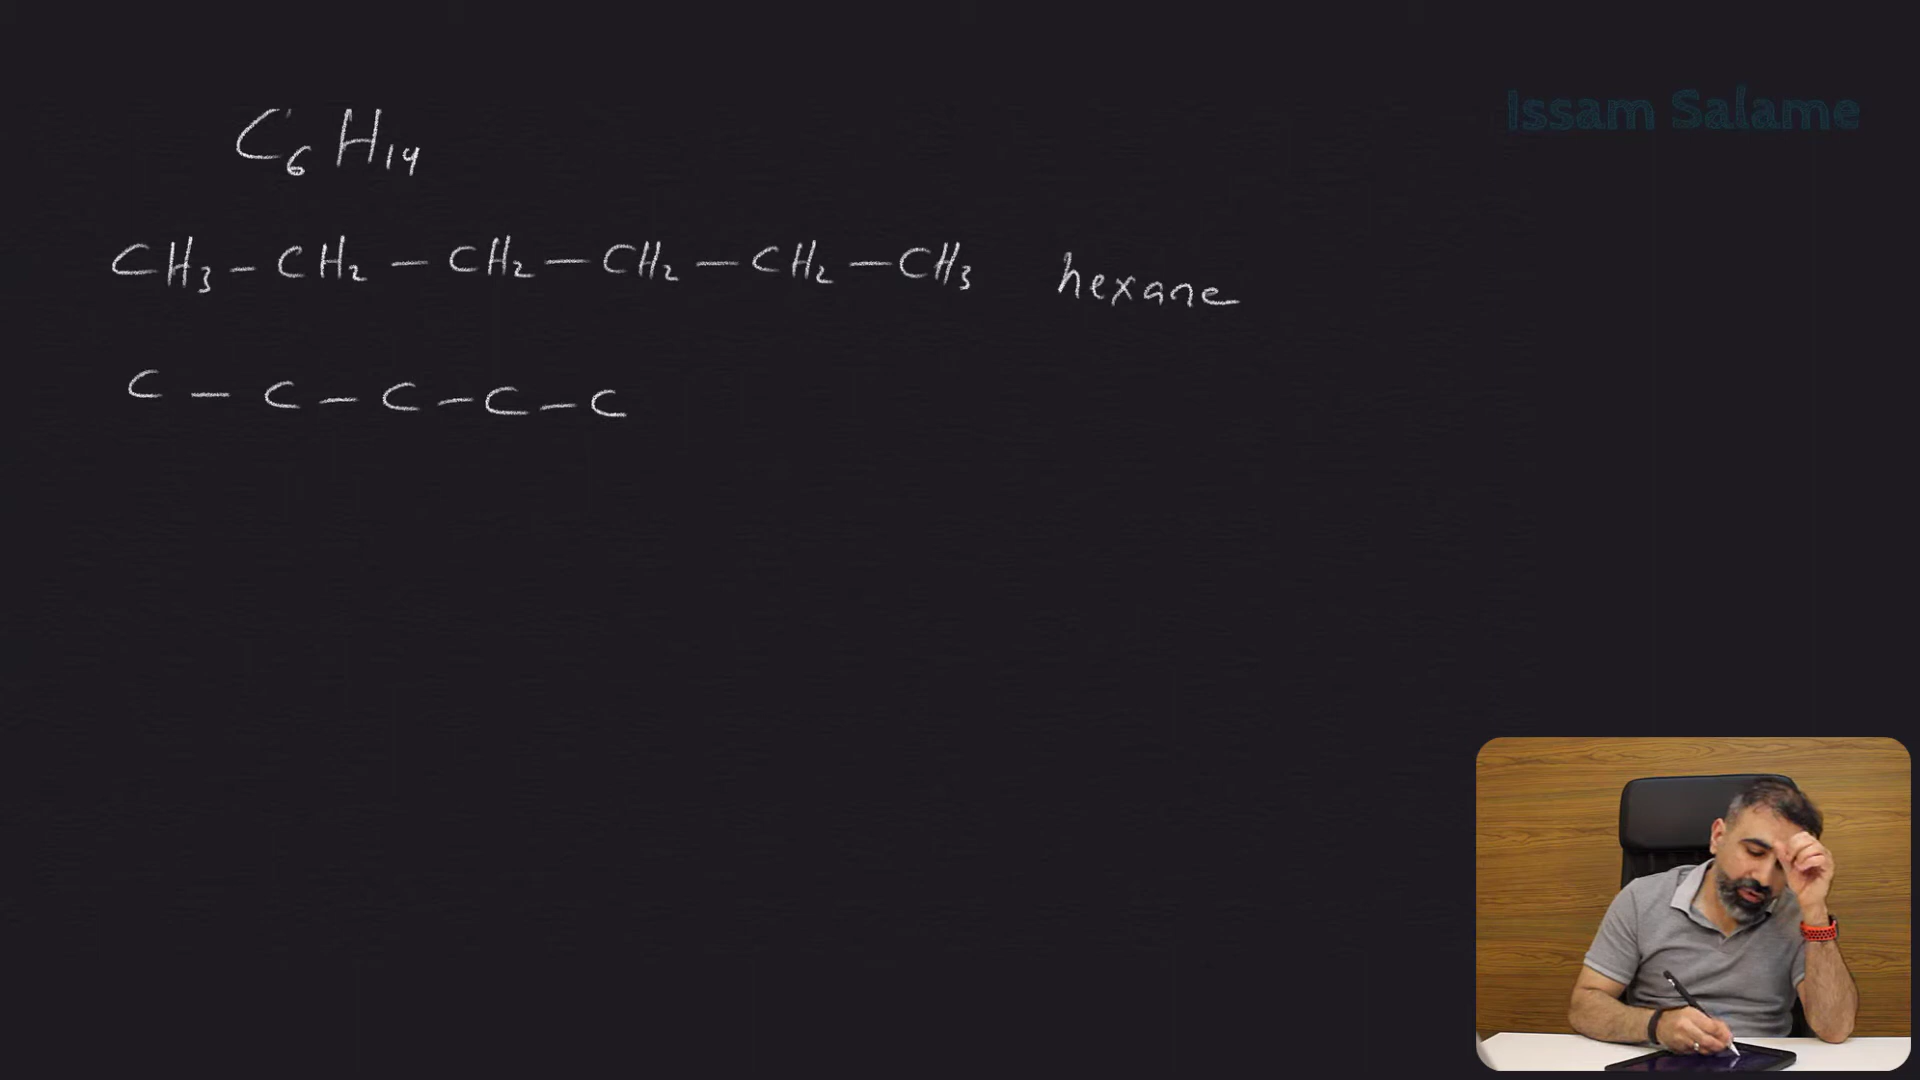 Issam Salame
C₆H₁₄
CH₃ – CH₂ – CH₂ – CH₂ – CH₂ – CH₃ hexane
C – C – C – C – C